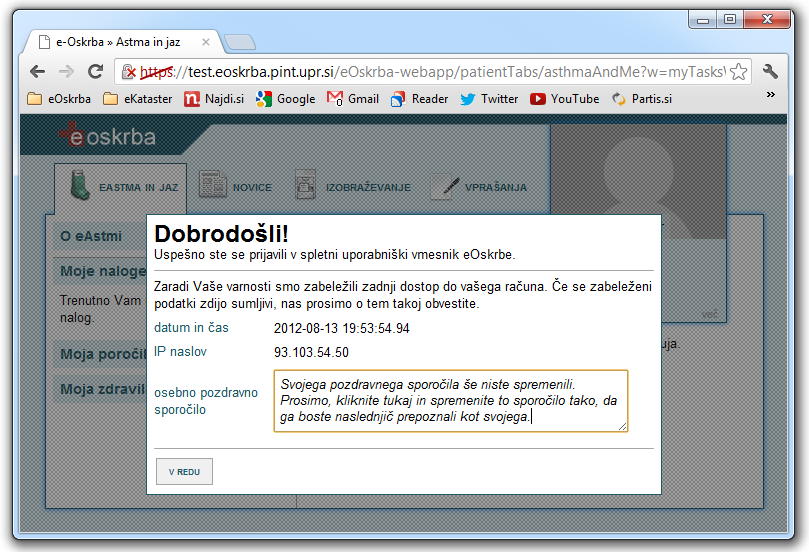 e-Oskrba » Astma in jaz
https://test.eoskrba.pint.upr.si/eOskrba-webapp/patientTabs/asthmaAndMe?w=myTasks
eOskrba eKataster Najdi.si Google Gmail Reader Twitter YouTube Partis.si »
eoskrba
EASTMA IN JAZ NOVICE IZOBRAŽEVANJE VPRAŠANJA
O eAstmi
Moje naloge
Trenutno Vam
nalog.
Moja poročil
Moja zdravil
več
uja.
Dobrodošli!
Uspešno ste se prijavili v spletni uporabniški vmesnik eOskrbe.
Zaradi Vaše varnosti smo zabeležili zadnji dostop do vašega računa. Če se zabeleženi
podatki zdijo sumljivi, nas prosimo o tem takoj obvestite.
datum in čas 2012-08-13 19:53:54.94
IP naslov 93.103.54.50
osebno pozdravno
sporočilo
Svojega pozdravnega sporočila še niste spremenili.
Prosimo, kliknite tukaj in spremenite to sporočilo tako, da
ga boste naslednjič prepoznali kot svojega.
V REDU